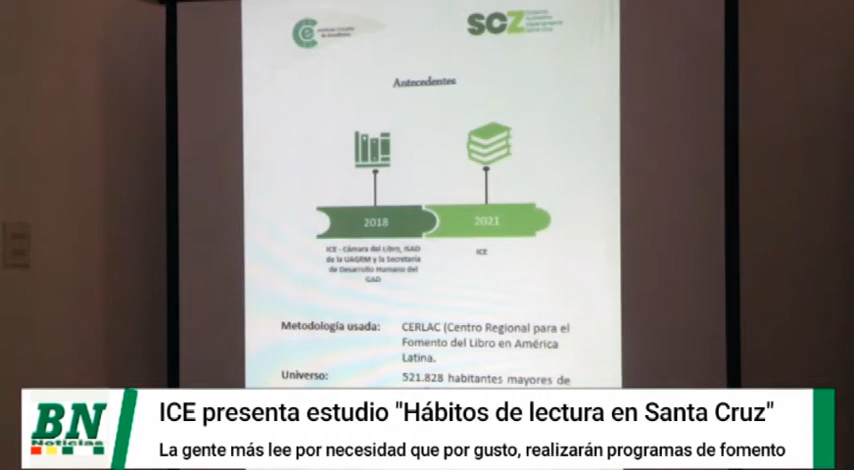 SCZ
Antecedentes
2018
2021
ICE - Cámara del Libro, ISAD
de la UAGRM y la Secretaría
de Desarrollo Humano del
GAD
ICE
Metodología usada: CERLAC (Centro Regional para el
Fomento del Libro en América
Latina.
Universo: 521.828 habitantes mayores de
BN
Noticias
ICE presenta estudio "Hábitos de lectura en Santa Cruz"
La gente más lee por necesidad que por gusto, realizarán programas de fomento